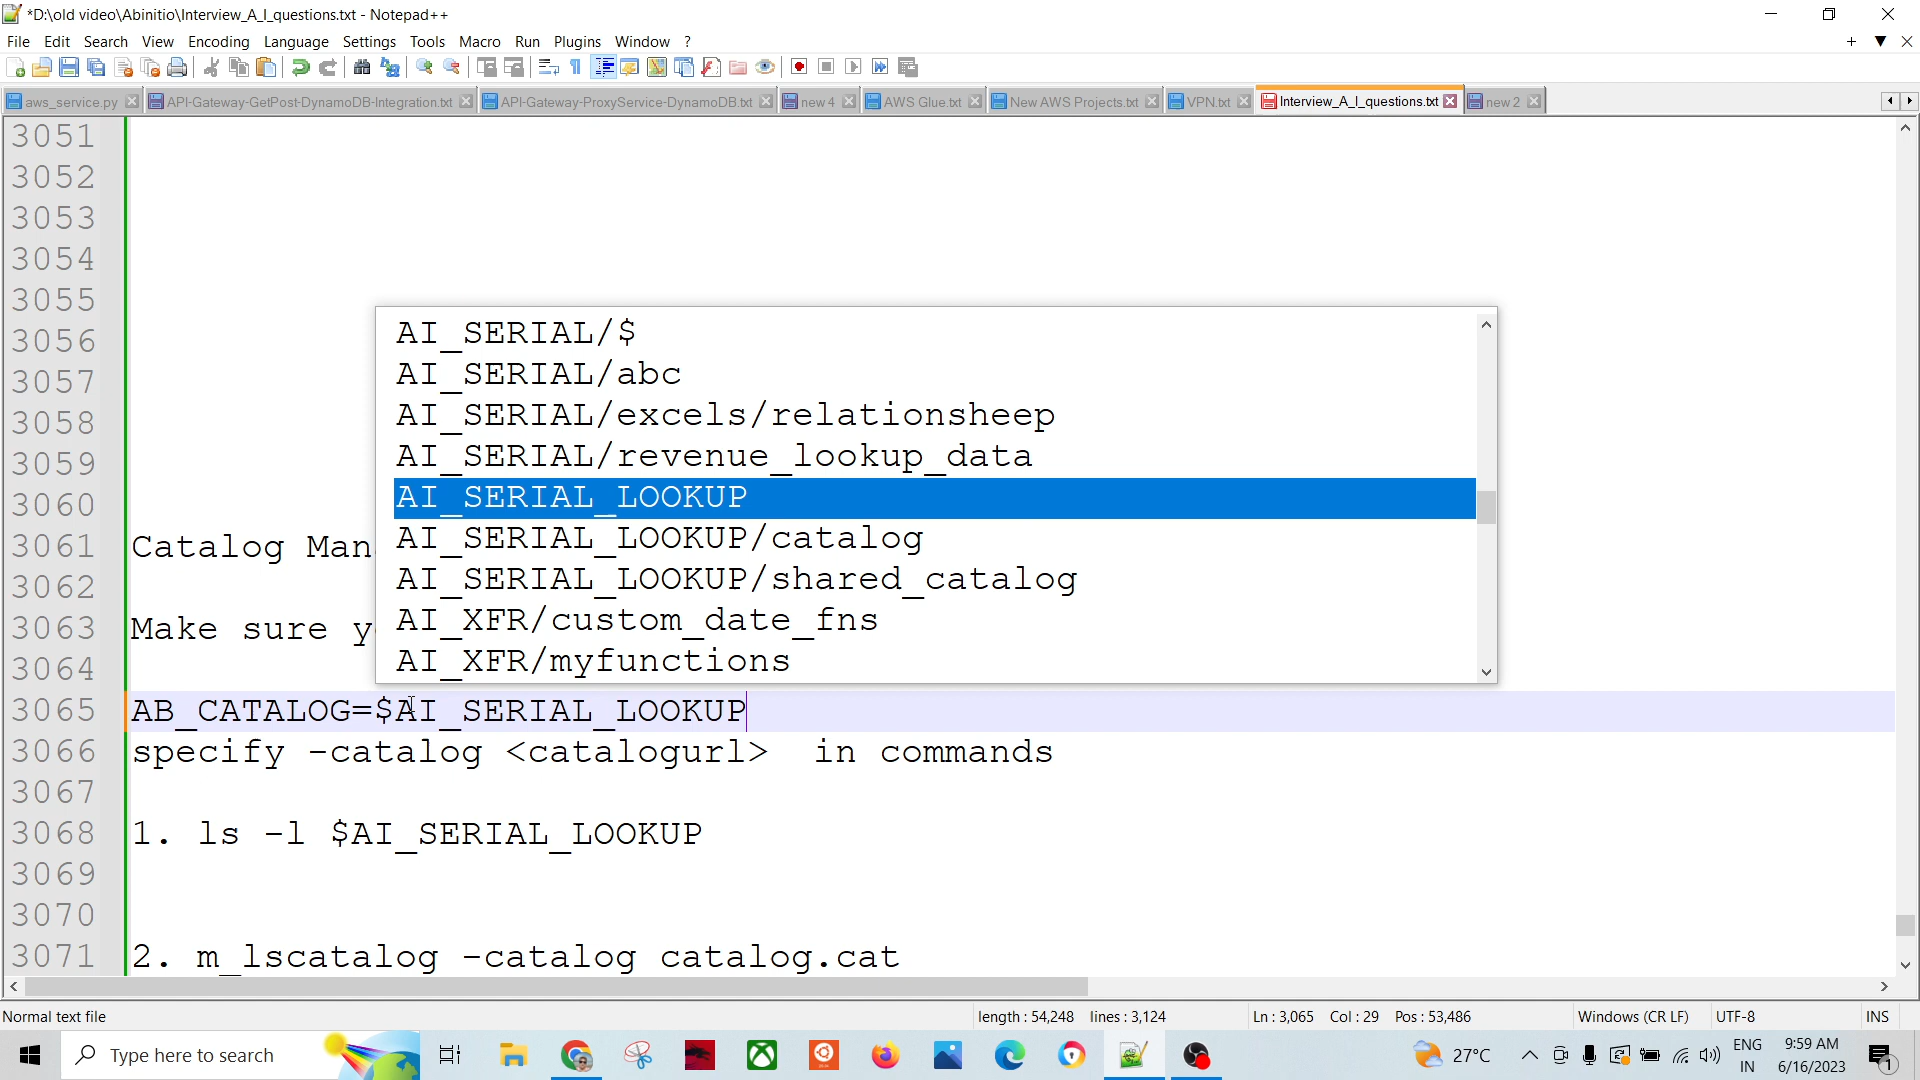 *D:\old video\Abinitio\Interview_A_I_questions.txt - Notepad++
File Edit Search View Encoding Language Settings Tools Macro Run Plugins Window ?
aws_service.py API-Gateway-GetPost-DynamoDB-Integration.txt API-Gateway-ProxyService-DynamoDB.txt new 4 AWS Glue.txt New AWS Projects.txt VPN.txt Interview_A_I_questions.txt new 2
3051
3052
3053
3054
3055
3056
3057
3058
3059
3060
3061 Catalog Man
3062
3063 Make sure y
3064
3065 AB_CATALOG=$AI_SERIAL_LOOKUP
3066 specify -catalog <catalogurl>  in commands
3067
3068 1. ls -l $AI_SERIAL_LOOKUP
3069
3070
3071 2. m_lscatalog -catalog catalog.cat
AI_SERIAL/$
AI_SERIAL/abc
AI_SERIAL/excels/relationsheep
AI_SERIAL/revenue_lookup_data
AI_SERIAL_LOOKUP
AI_SERIAL_LOOKUP/catalog
AI_SERIAL_LOOKUP/shared_catalog
AI_XFR/custom_date_fns
AI_XFR/myfunctions
Normal text file length : 54,248 lines : 3,124 Ln : 3,065 Col : 29 Pos : 53,486 Windows (CR LF) UTF-8 INS
Type here to search 27°C ENG IN 9:59 AM 6/16/2023 1